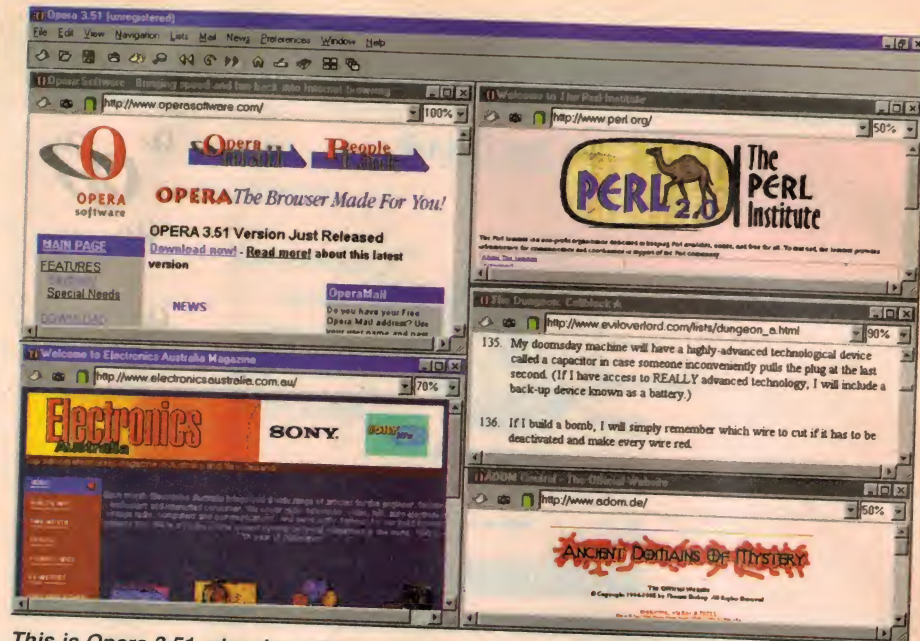 Opera 3.51 [unregistered]
File Edit View Navigation Lists Mail News Preferences Window Help
Opera Software - Bringing speed and fun back into Internet browsing
http://www.operasoftware.com/
100%
OPERA
software
Opera
People
OPERA The Browser Made For You!
OPERA 3.51 Version Just Released
Download now! - Read more! about this latest
version
MAIN PAGE
FEATURES
Special Needs
DOWNLOAD
NEWS
OperaMail
Do you have your Free
Opera Mail address? Use
your user name and
Welcome to The Perl Institute
http://www.perl.org/
50%
PERL 2.0
The
PERL
Institute
The Dungeon, Cellblock A
http://www.eviloverlord.com/lists/dungeon_a.html
90%
135. My doomsday machine will have a highly-advanced technological device
called a capacitor in case someone inconveniently pulls the plug at the last
second. (If I have access to REALLY advanced technology, I will include a
back-up device known as a battery.)
136. If I build a bomb, I will simply remember which wire to cut if it has to be
deactivated and make every wire red.
Welcome to Electronics Australia Magazine
http://www.electronicsaustralia.com.au/
70%
Electronics
Australia
SONY
ADOM Control - The Official Website
http://www.adom.de/
50%
ANCIENT DOMAINS OF MYSTERY
The Official Website
This is Opera 3.51